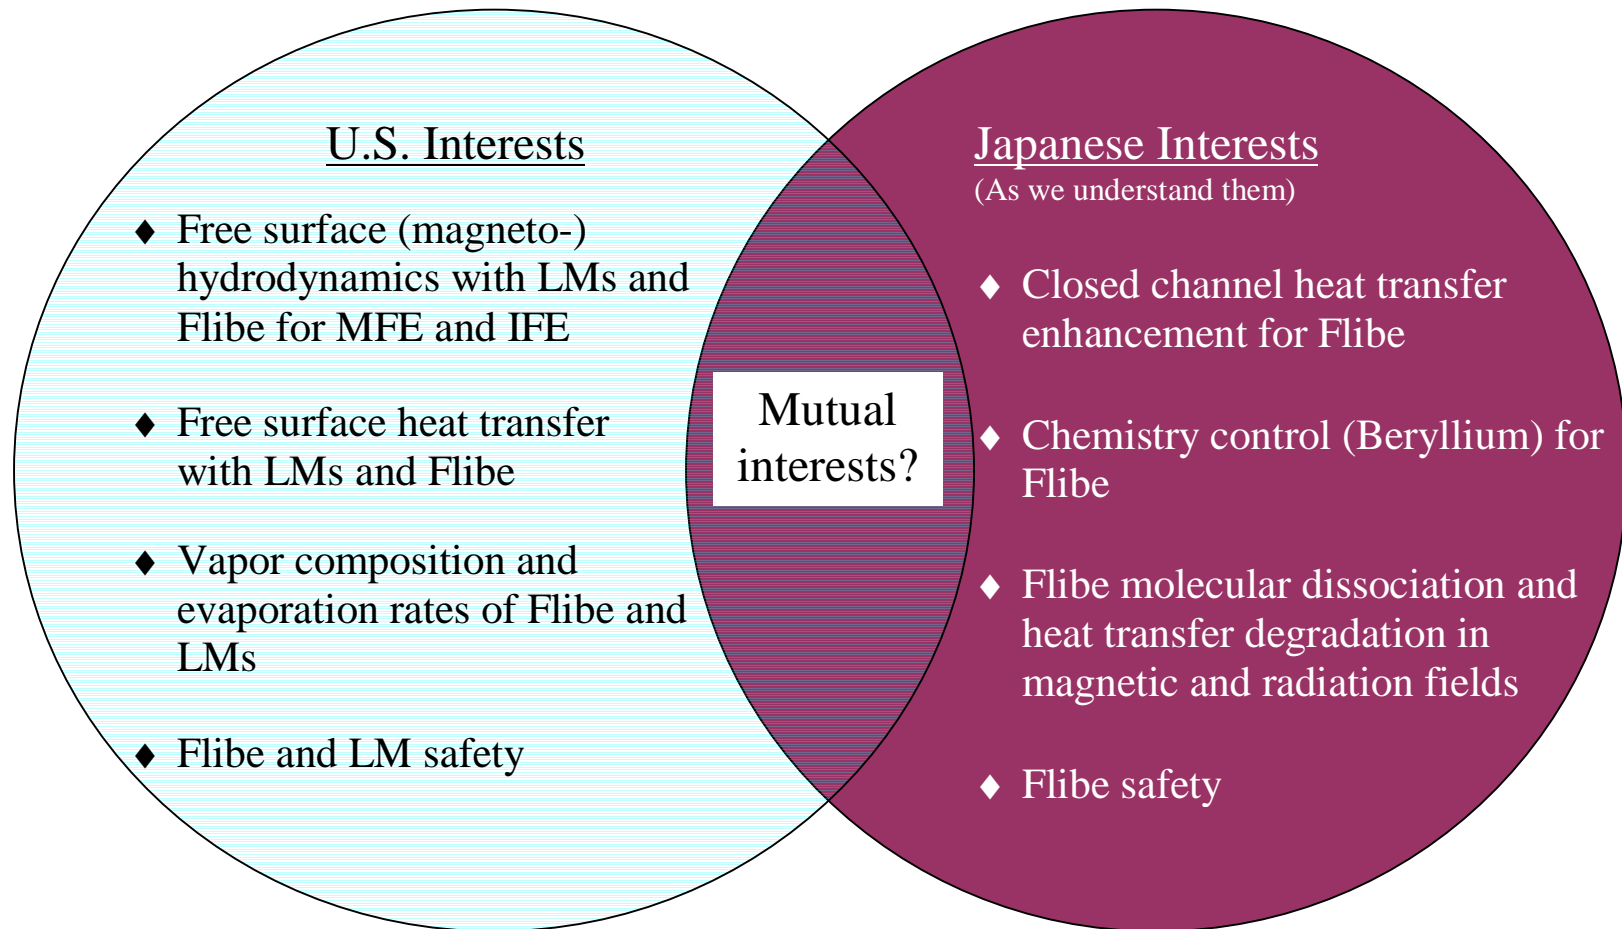 U.S. Interests
♦ Free surface (magneto-)
hydrodynamics with LMs and
Flibe for MFE and IFE
♦ Free surface heat transfer
with LMs and Flibe
♦ Vapor composition and
evaporation rates of Flibe and
LMs
♦ Flibe and LM safety
Mutual
interests?
Japanese Interests
(As we understand them)
♦ Closed channel heat transfer
enhancement for Flibe
♦ Chemistry control (Beryllium) for
Flibe
♦ Flibe molecular dissociation and
heat transfer degradation in
magnetic and radiation fields
♦ Flibe safety